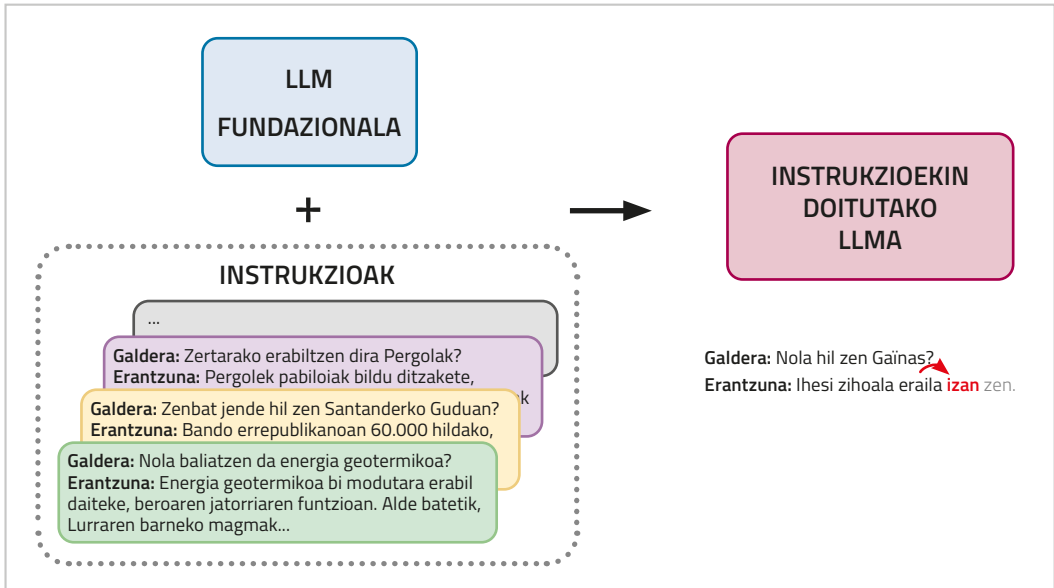 LLM
FUNDAZIONALA
+
INSTRUKZIOAK
...
Galdera: Zertarako erabiltzen dira Pergolak?
Erantzuna: Pergolek pabiloiak bildu ditzakete,
ak
Galdera: Zenbat jende hil zen Santanderko Guduan?
Erantzuna: Bando errepublikanoan 60.000 hildako,
Galdera: Nola baliatzen da energia geotermikoa?
Erantzuna: Energia geotermikoa bi modutara erabil
daiteke, beroaren jatorriaren funtzioan. Alde batetik,
Lurraren barneko magmak...
INSTRUKZIOEKIN
DOITUTAKO
LLMA
Galdera: Nola hil zen Gaïnas?
Erantzuna: Ihesi zihoala eraila izan zen.